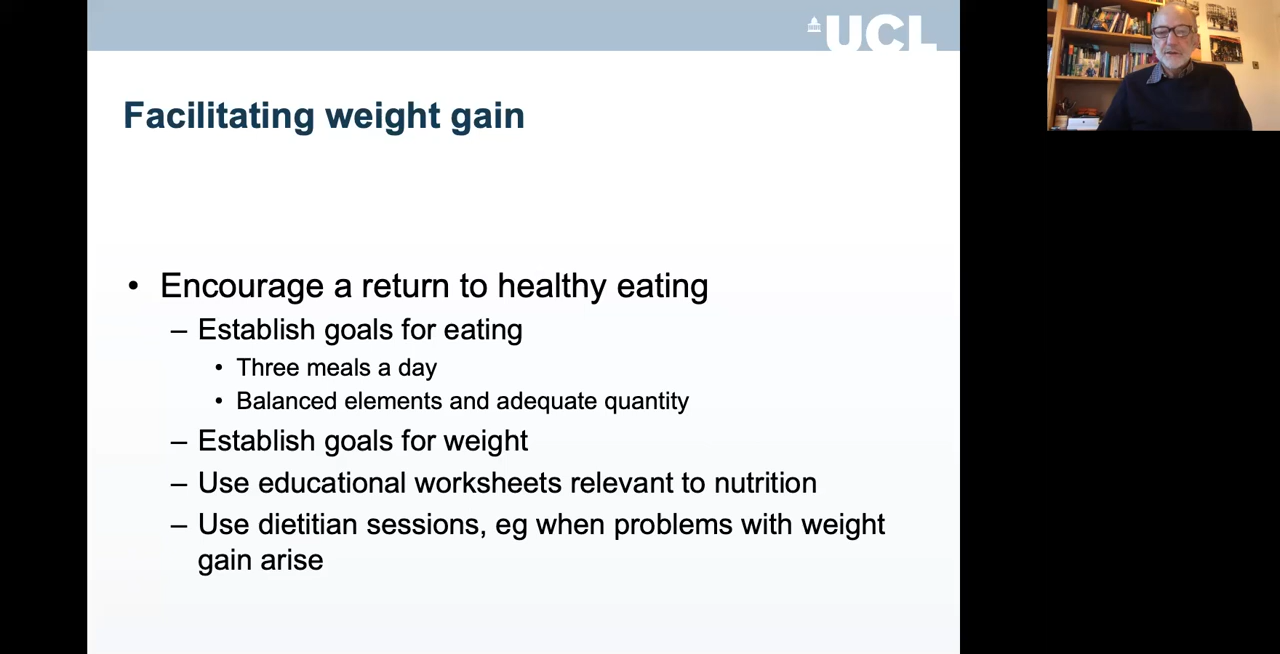 UCL
Facilitating weight gain
• Encourage a return to healthy eating
– Establish goals for eating
• Three meals a day
• Balanced elements and adequate quantity
– Establish goals for weight
– Use educational worksheets relevant to nutrition
– Use dietitian sessions, eg when problems with weight
gain arise